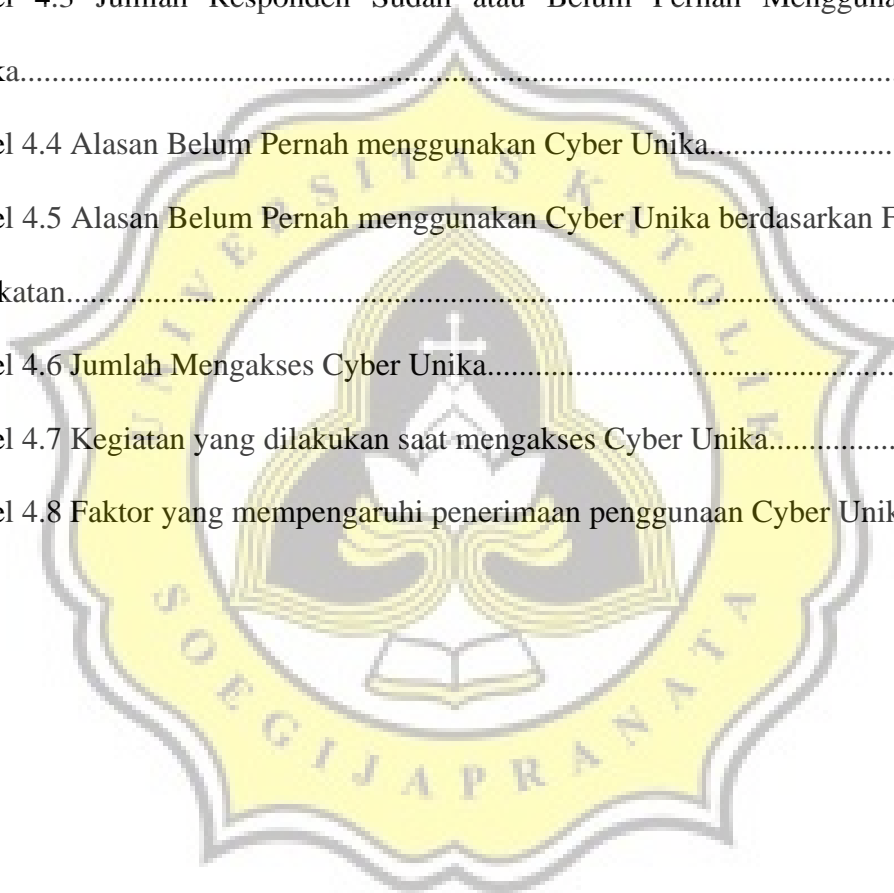 el 4.3 Jumlah Responden Sudah atau Belum Pernah Mengguna
ka..........................................................................................
el 4.4 Alasan Belum Pernah menggunakan Cyber Unika......................
el 4.5 Alasan Belum Pernah menggunakan Cyber Unika berdasarkan F
katan.....................................................................................
el 4.6 Jumlah Mengakses Cyber Unika.................................................
el 4.7 Kegiatan yang dilakukan saat mengakses Cyber Unika...............
el 4.8 Faktor yang mempengaruhi penerimaan penggunaan Cyber Unik
UNIVERSITAS KATOLIK
SOEGIJAPRANATA